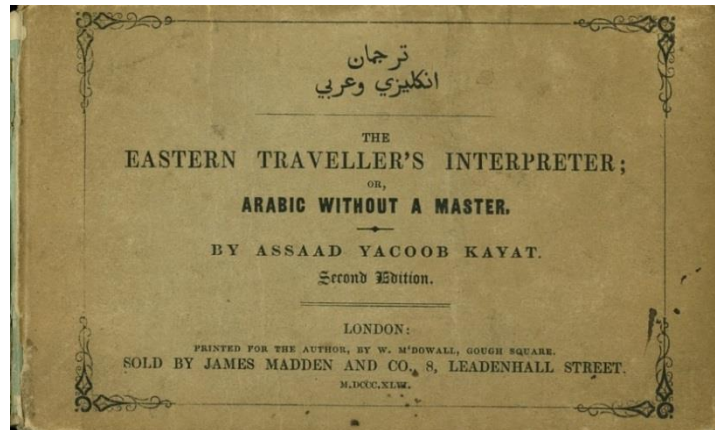 ترجمان
انكليزي وعربي
THE
EASTERN TRAVELLER'S INTERPRETER;
OR,
ARABIC WITHOUT A MASTER.
BY ASSAAD YACOOB KAYAT.
Second Edition.
LONDON:
PRINTED FOR THE AUTHOR, BY W. M'DOWALL, GOUGH SQUARE.
SOLD BY JAMES MADDEN AND CO., 8, LEADENHALL STREET.